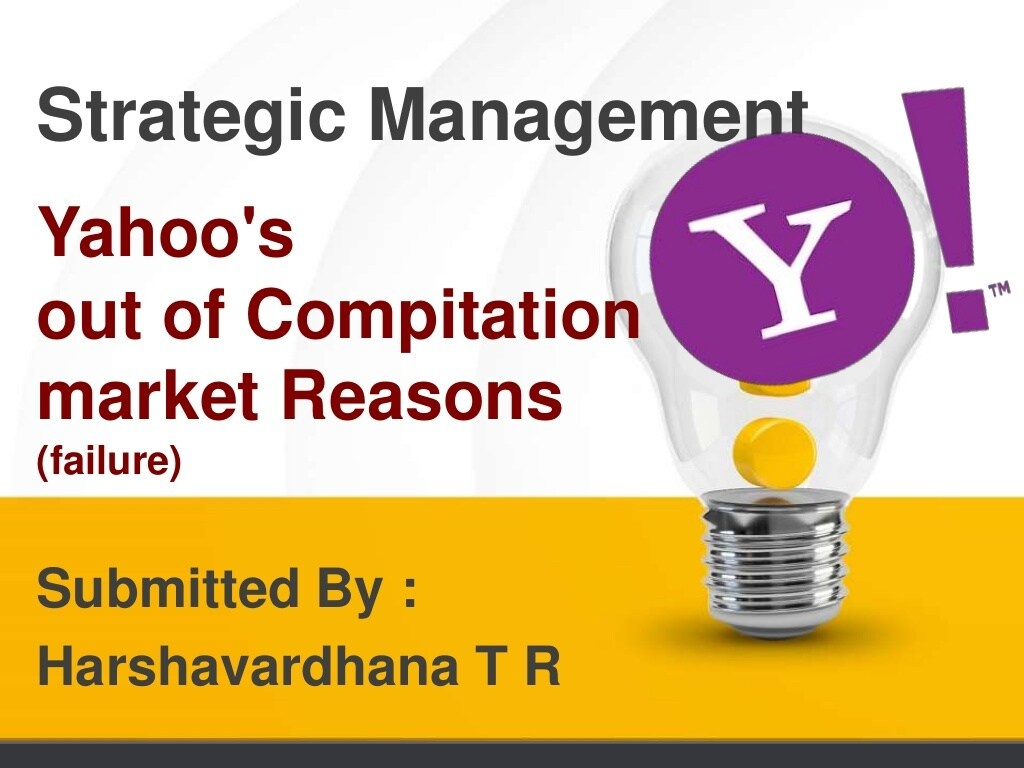 Strategic Management
Yahoo's
out of Compitation
market Reasons
(failure)
Y!™
Submitted By :
Harshavardhana T R